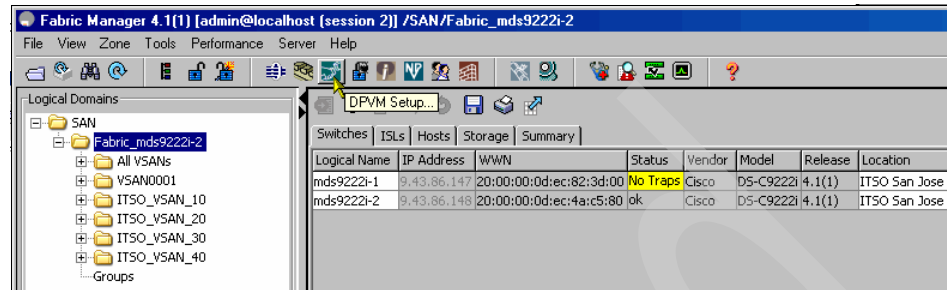 Fabric Manager 4.1(1) [admin@localhost (session 2)] /SAN/Fabric_mds9222i-2
File View Zone Tools Performance Server Help
DPVM Setup...
Logical Domains
SAN
Fabric_mds9222i-2
All VSANs
VSAN0001
ITSO_VSAN_10
ITSO_VSAN_20
ITSO_VSAN_30
ITSO_VSAN_40
Groups
Switches ISLs Hosts Storage Summary
Logical Name IP Address WWN Status Vendor Model Release Location
mds9222i-1 9.43.86.147 20:00:00:0d:ec:82:3d:00 No Traps Cisco DS-C9222i 4.1(1) ITSO San Jose
mds9222i-2 9.43.86.148 20:00:00:0d:ec:4a:c5:80 ok Cisco DS-C9222i 4.1(1) ITSO San Jose